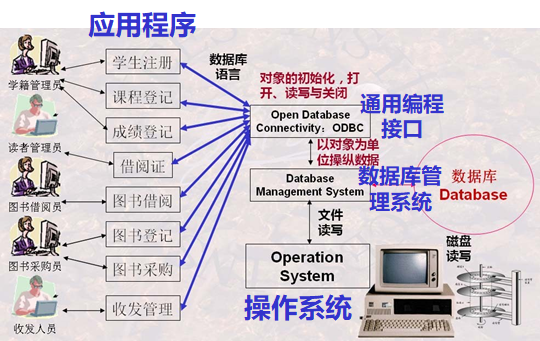 应用程序
学籍管理员
读者管理员
图书借阅员
图书采购员
收发人员
学生注册
课程登记
成绩登记
借阅证
图书借阅
图书登记
图书采购
收发管理
数据库
语言
对象的初始化，打
开、读写与关闭
Open Database
Connectivity：ODBC
通用编程
接口
以对象为单
位操纵数据
Database
Management System
数据库管
理系统
数据库
Database
文件
读写
Operation
System
操作系统
磁盘
读写